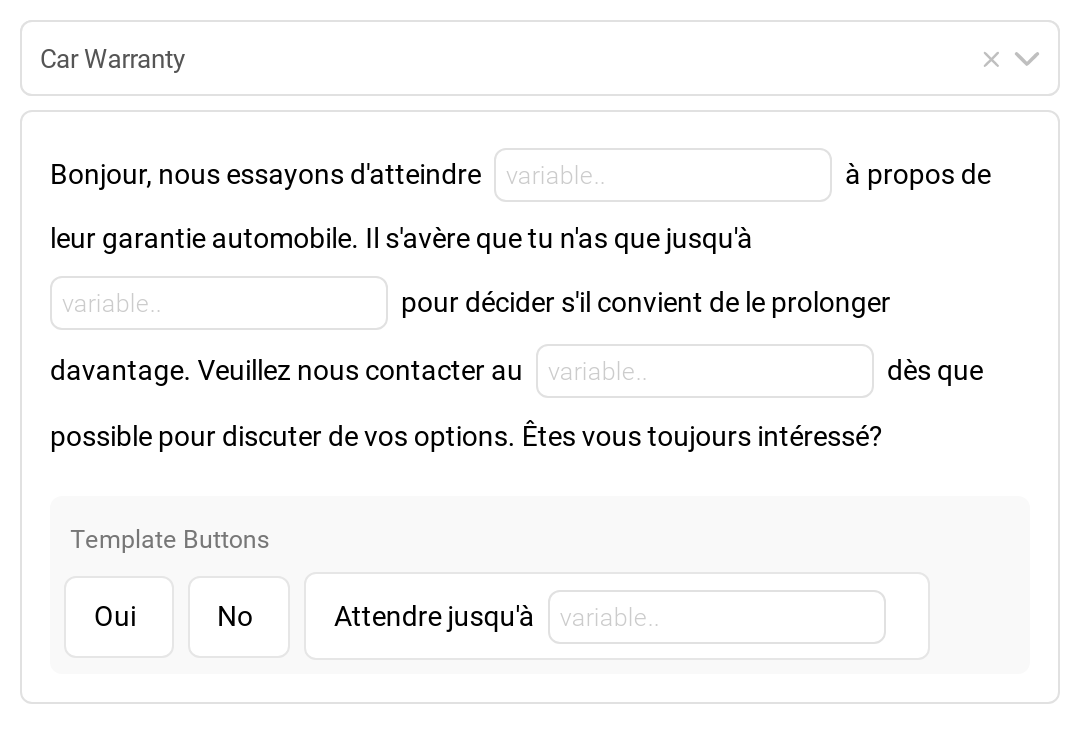 Car Warranty
Bonjour, nous essayons d'atteindre variable.. à propos de
leur garantie automobile. Il s'avère que tu n'as que jusqu'à
variable.. pour décider s'il convient de le prolonger
davantage. Veuillez nous contacter au variable.. dès que
possible pour discuter de vos options. Êtes vous toujours intéressé?
Template Buttons
Oui No Attendre jusqu'à variable..